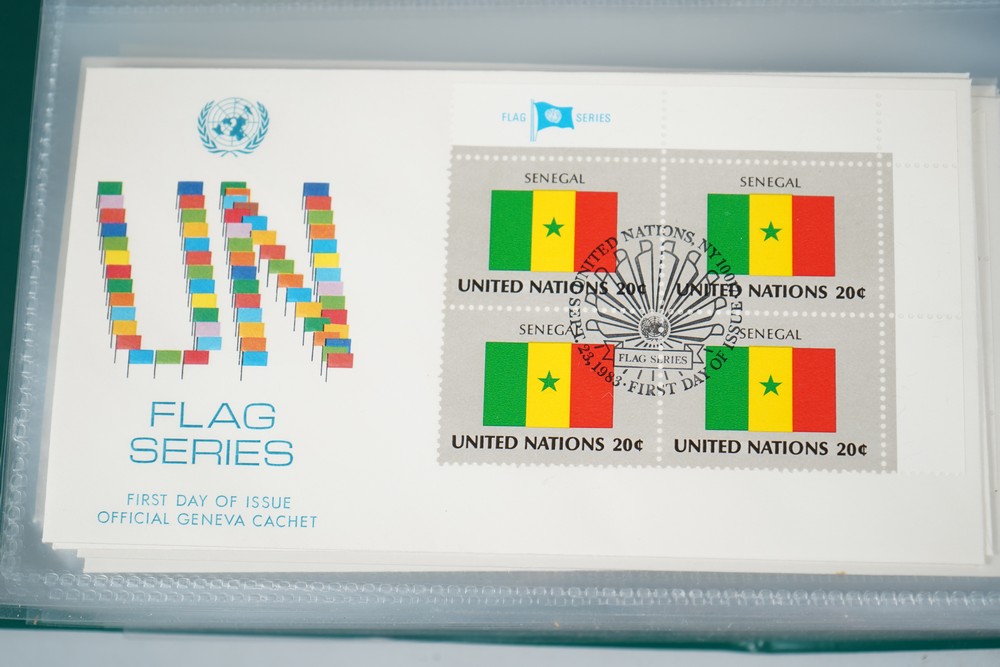 UN
FLAG
SERIES
FIRST DAY OF ISSUE
OFFICIAL GENEVA CACHET
FLAG SERIES
SENEGAL
UNITED NATIONS 20¢
SENEGAL
UNITED NATIONS 20¢
SENEGAL
UNITED NATIONS 20¢
SENEGAL
UNITED NATIONS 20¢
UNITED NATIONS, NY 100
SEPT. 23, 1983 · FIRST DAY OF ISSUE
FLAG SERIES